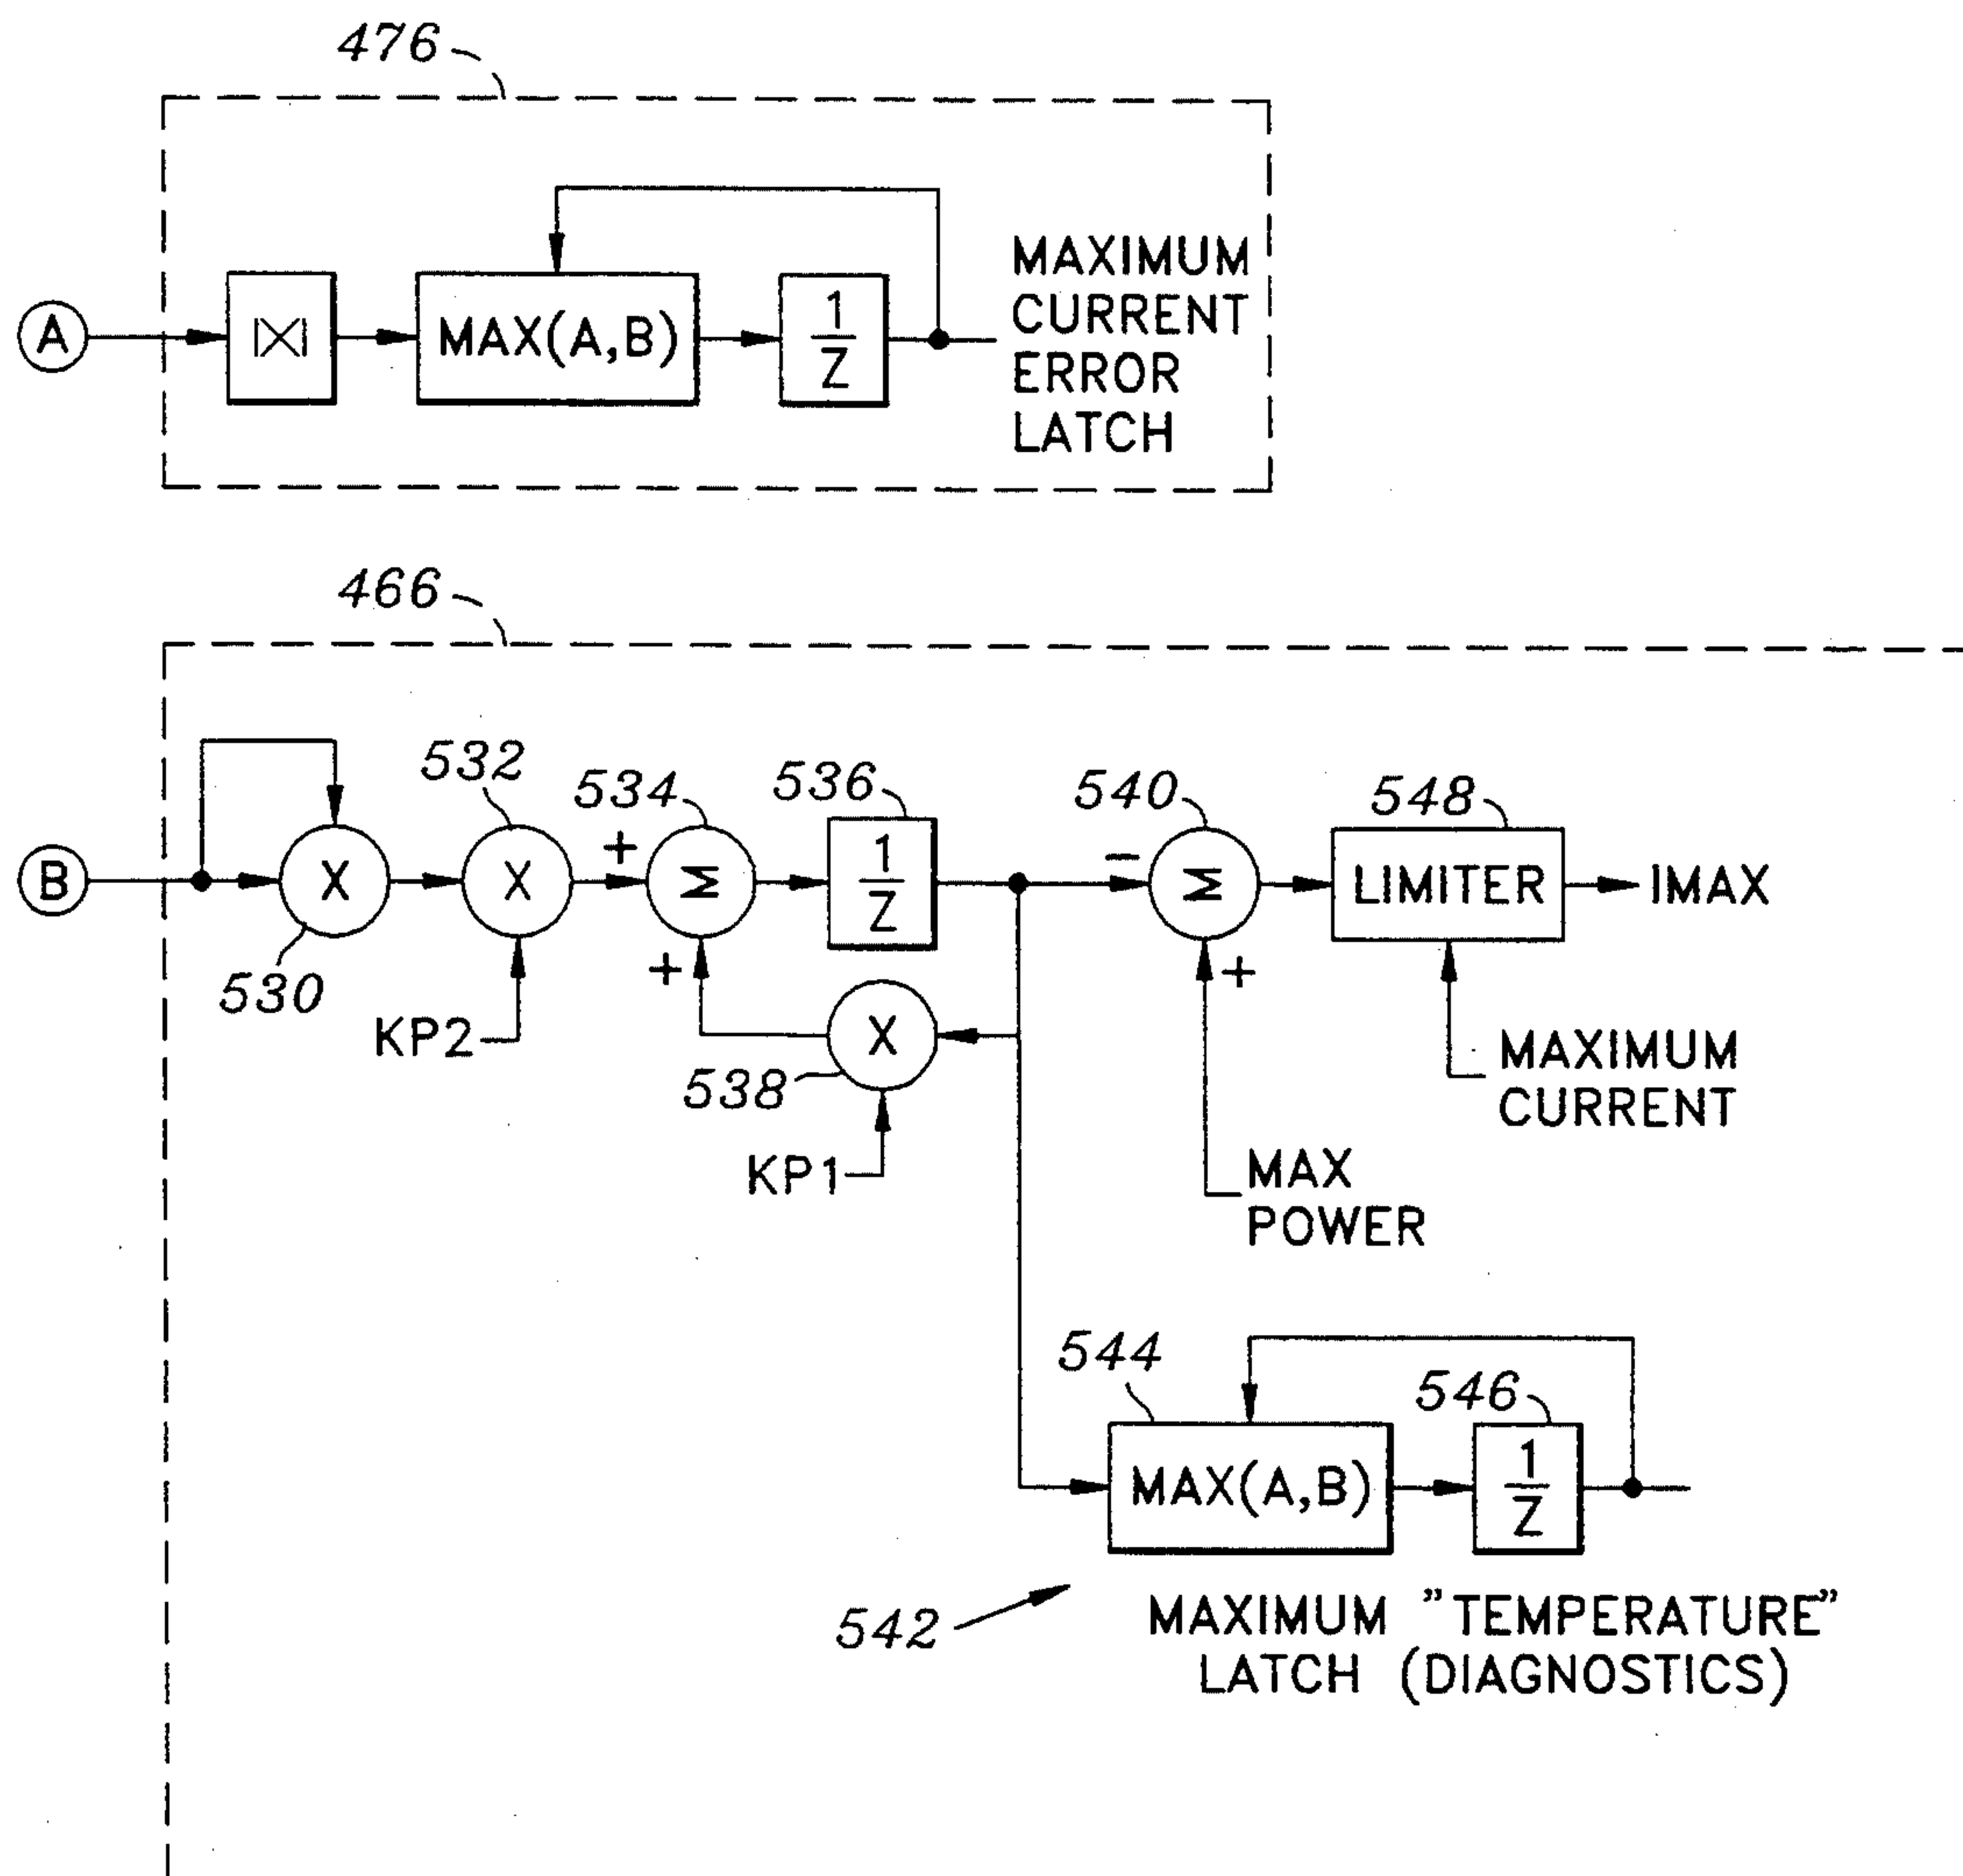 476
A
|X|
MAX(A,B)
1
Z
MAXIMUM
CURRENT
ERROR
LATCH
466
B
X
530
532
X
KP2
534
+
Σ
+
536
1
Z
538
X
KP1
540
−
Σ
+
MAX
POWER
548
LIMITER
IMAX
MAXIMUM
CURRENT
544
MAX(A,B)
546
1
Z
542
MAXIMUM "TEMPERATURE"
LATCH (DIAGNOSTICS)